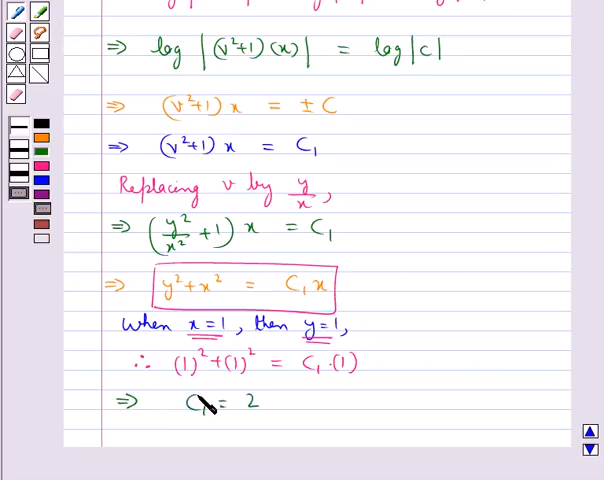 ⇒ log |(v²+1)(x)| = log|c|
⇒ (v²+1) x = ± C
⇒ (v²+1) x = C₁
Replacing v by y/x,
⇒ (y²/x² + 1) x = C₁
⇒ y² + x² = C₁ x
When x=1, then y=1,
∴ (1)² + (1)² = C₁ · (1)
⇒ C₁ = 2